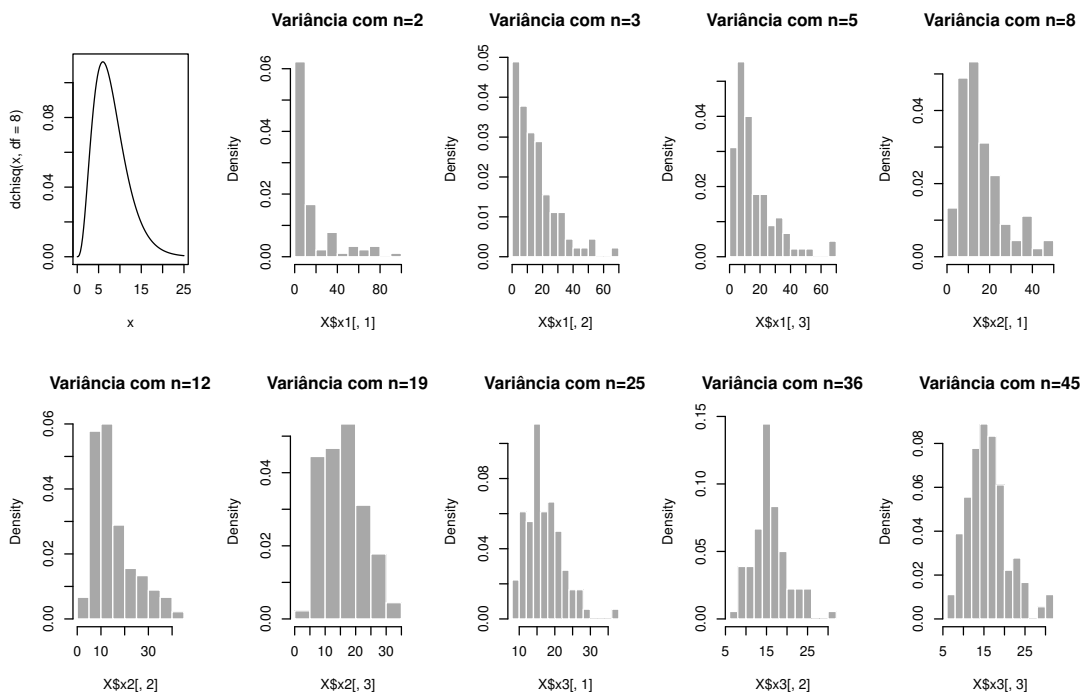 dchisq(x, df = 8)
0.00
0.04
0.08
0 5 15 25
x
Variância com n=2
Density
0.00
0.02
0.04
0.06
0 40 80
X$x1[, 1]
Variância com n=3
Density
0.00
0.01
0.02
0.03
0.04
0.05
0 20 40 60
X$x1[, 2]
Variância com n=5
Density
0.00
0.02
0.04
0 20 40 60
X$x1[, 3]
Variância com n=8
Density
0.00
0.02
0.04
0 20 40
X$x2[, 1]
Variância com n=12
Density
0.00
0.02
0.04
0.06
0 10 30
X$x2[, 2]
Variância com n=19
Density
0.00
0.02
0.04
0 10 20 30
X$x2[, 3]
Variância com n=25
Density
0.00
0.04
0.08
10 20 30
X$x3[, 1]
Variância com n=36
Density
0.00
0.05
0.10
0.15
5 15 25
X$x3[, 2]
Variância com n=45
Density
0.00
0.02
0.04
0.06
0.08
5 15 25
X$x3[, 3]